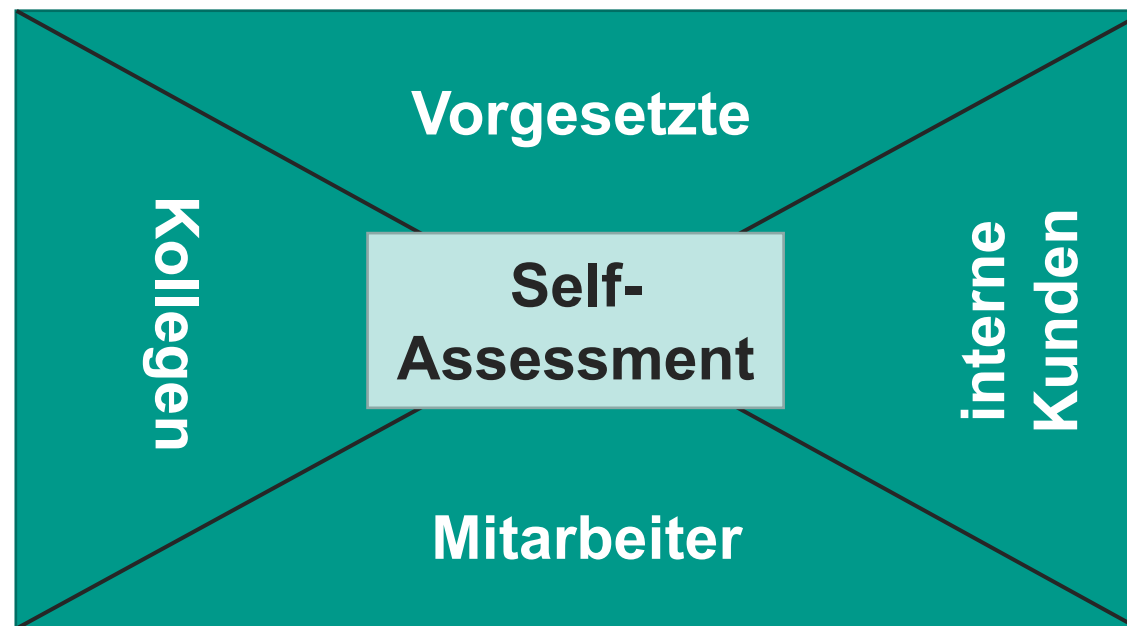 Vorgesetzte
Kollegen
Self-
Assessment
interne
Kunden
Mitarbeiter